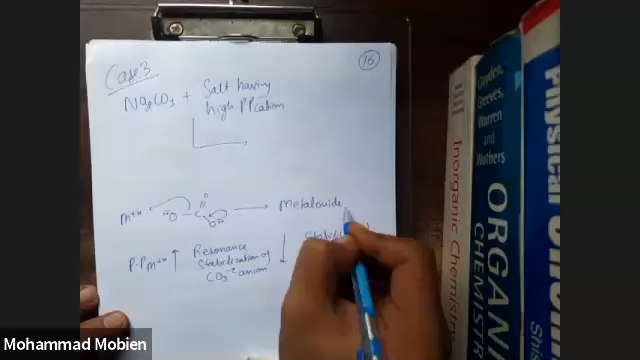 Case 3
16
Na2CO3 + Salt having
high PP cation
M+n ⊖O - C
O
O⊖ → Metaloxide
P.P M+n ↑ Resonance
Stabilization of
CO3-2 anion ↓
Inorganic Chemistry
Clayden,
Greeves,
Warren
and
Wothers
ORGANIC
CHEMISTRY
Physical
Mohammad Mobien